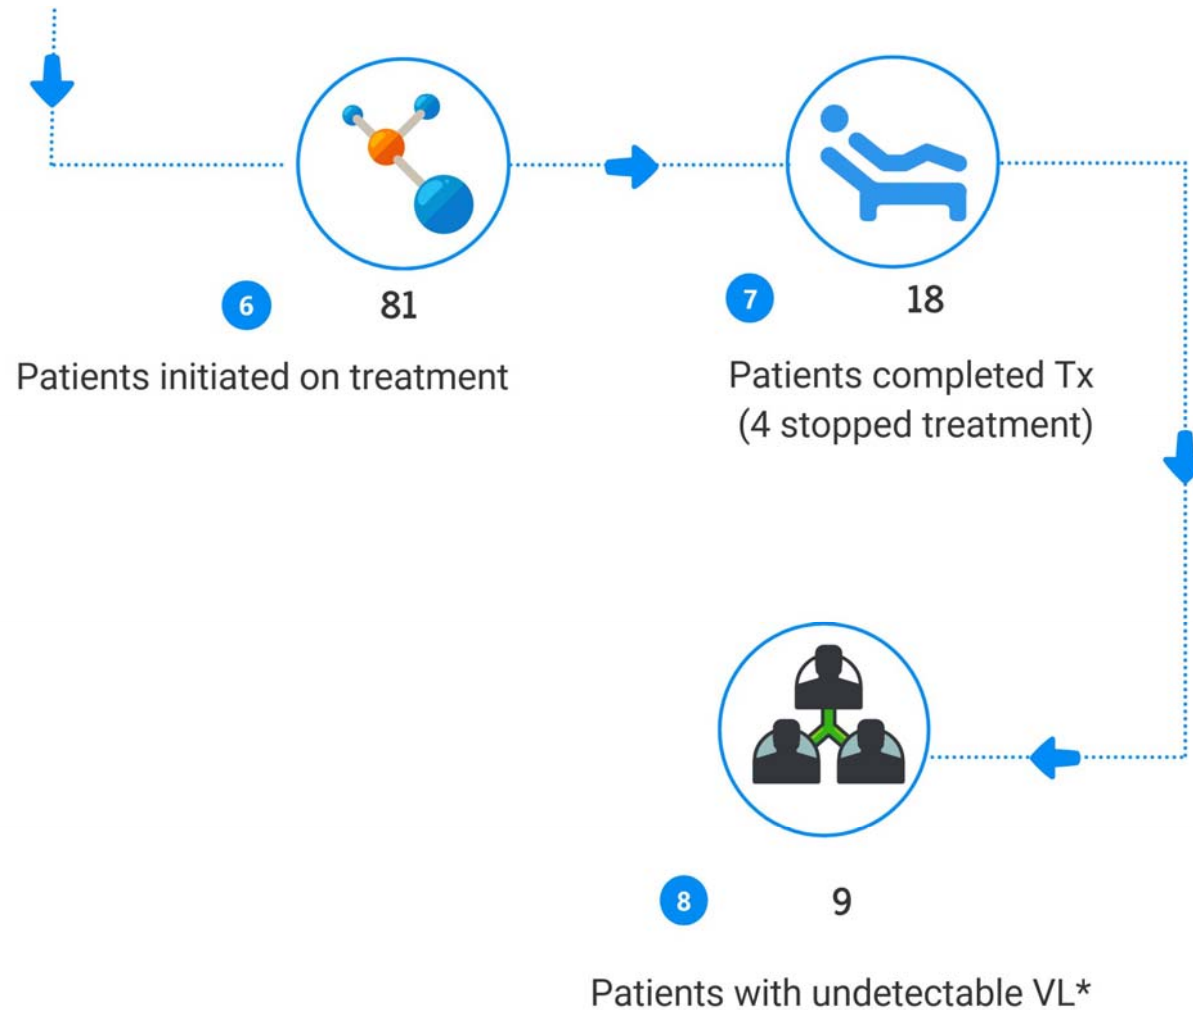 6
81
Patients initiated on treatment
7
18
Patients completed Tx
(4 stopped treatment)
8
9
Patients with undetectable VL*